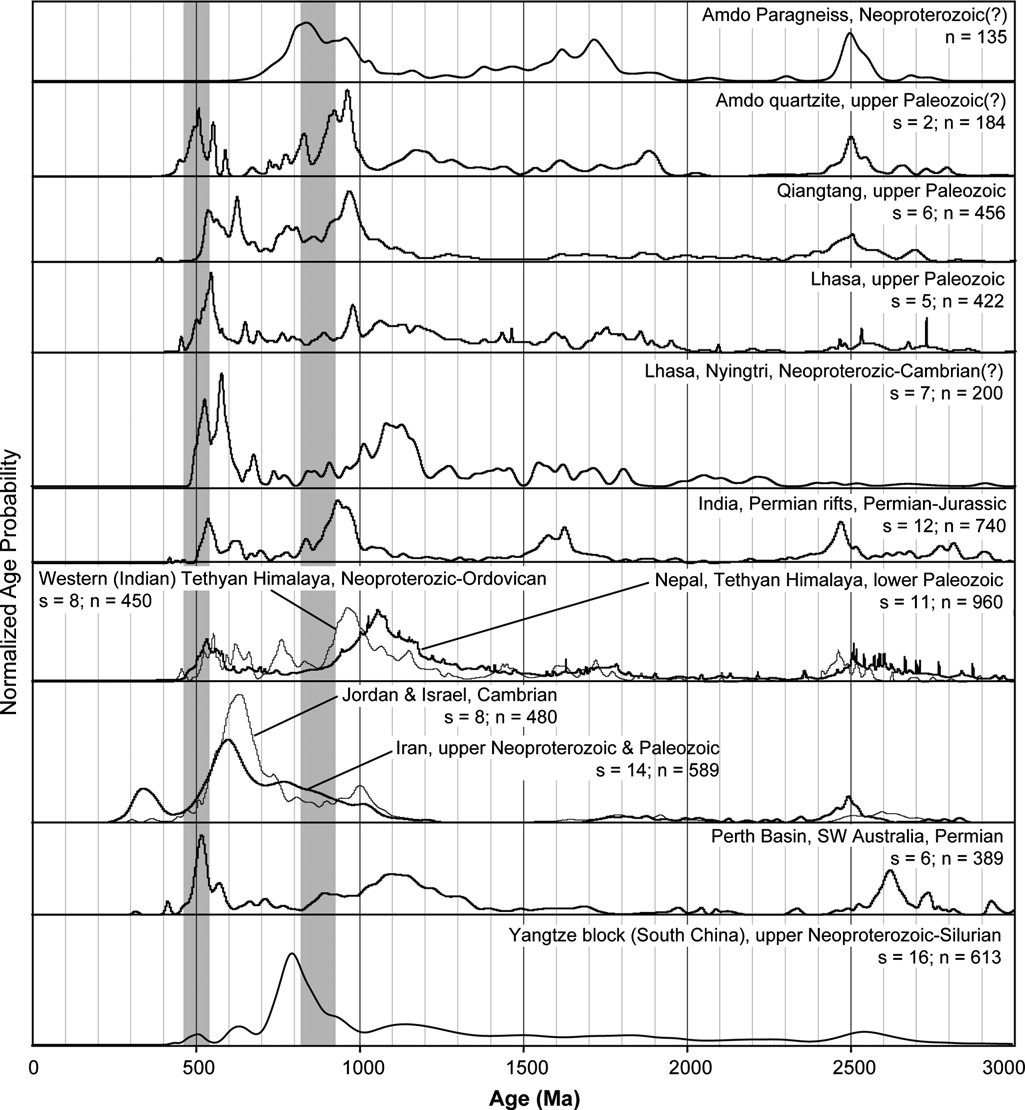 Amdo Paragneiss, Neoproterozoic(?)
n = 135
Amdo quartzite, upper Paleozoic(?)
s = 2; n = 184
Qiangtang, upper Paleozoic
s = 6; n = 456
Lhasa, upper Paleozoic
s = 5; n = 422
Lhasa, Nyingtri, Neoproterozic-Cambrian(?)
s = 7; n = 200
India, Permian rifts, Permian-Jurassic
s = 12; n = 740
Western (Indian) Tethyan Himalaya, Neoproterozic-Ordovican
s = 8; n = 450
Nepal, Tethyan Himalaya, lower Paleozoic
s = 11; n = 960
Jordan & Israel, Cambrian
s = 8; n = 480
Iran, upper Neoproterozoic & Paleozoic
s = 14; n = 589
Perth Basin, SW Australia, Permian
s = 6; n = 389
Yangtze block (South China), upper Neoproterozoic-Silurian
s = 16; n = 613
Normalized Age Probability
0 500 1000 1500 2000 2500 3000
Age (Ma)